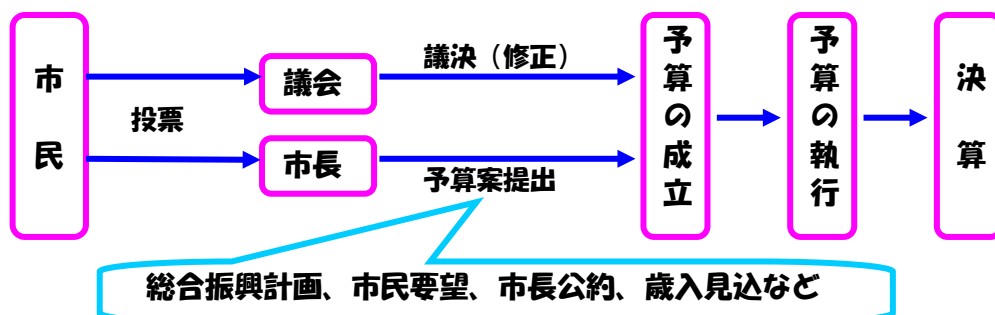 市民
投票
議会
市長
議決（修正）
予算案提出
予算の成立
予算の執行
決算
総合振興計画、市民要望、市長公約、歳入見込など